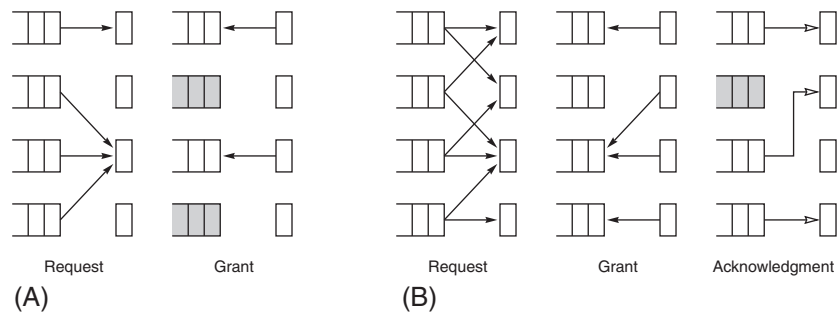 Request
Grant
(A)
Request
Grant
Acknowledgment
(B)